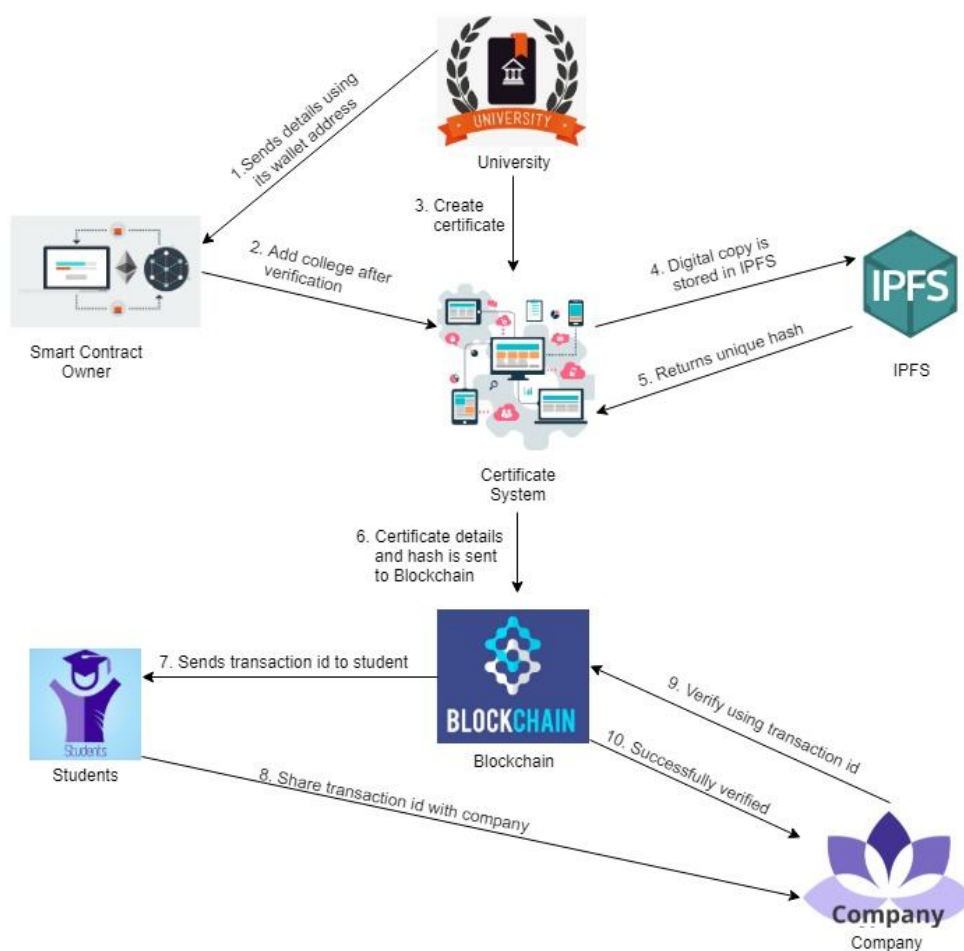 UNIVERSITY
University
1.Sends details using
its wallet address
3. Create
certificate
2. Add college after
verification
4. Digital copy is
stored in IPFS
IPFS
IPFS
5. Returns unique hash
Smart Contract
Owner
Certificate
System
6. Certificate details
and hash is sent
to Blockchain
7. Sends transaction id to student
BLOCKCHAIN
Blockchain
Students
Students
8. Share transaction id with company
9. Verify using transaction id
10. Successfully verified
Company
Company